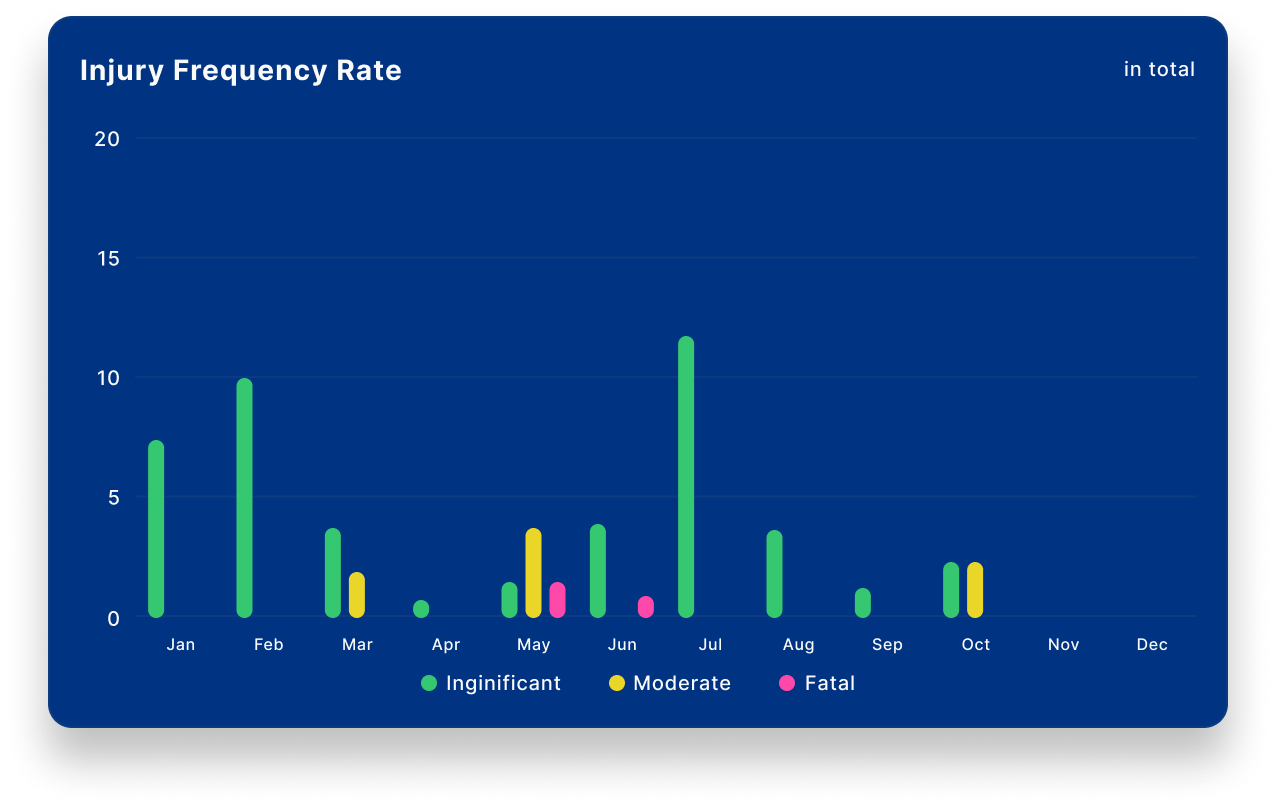 Injury Frequency Rate
in total
20
15
10
5
0
Jan Feb Mar Apr May Jun Jul Aug Sep Oct Nov Dec
Inginificant Moderate Fatal